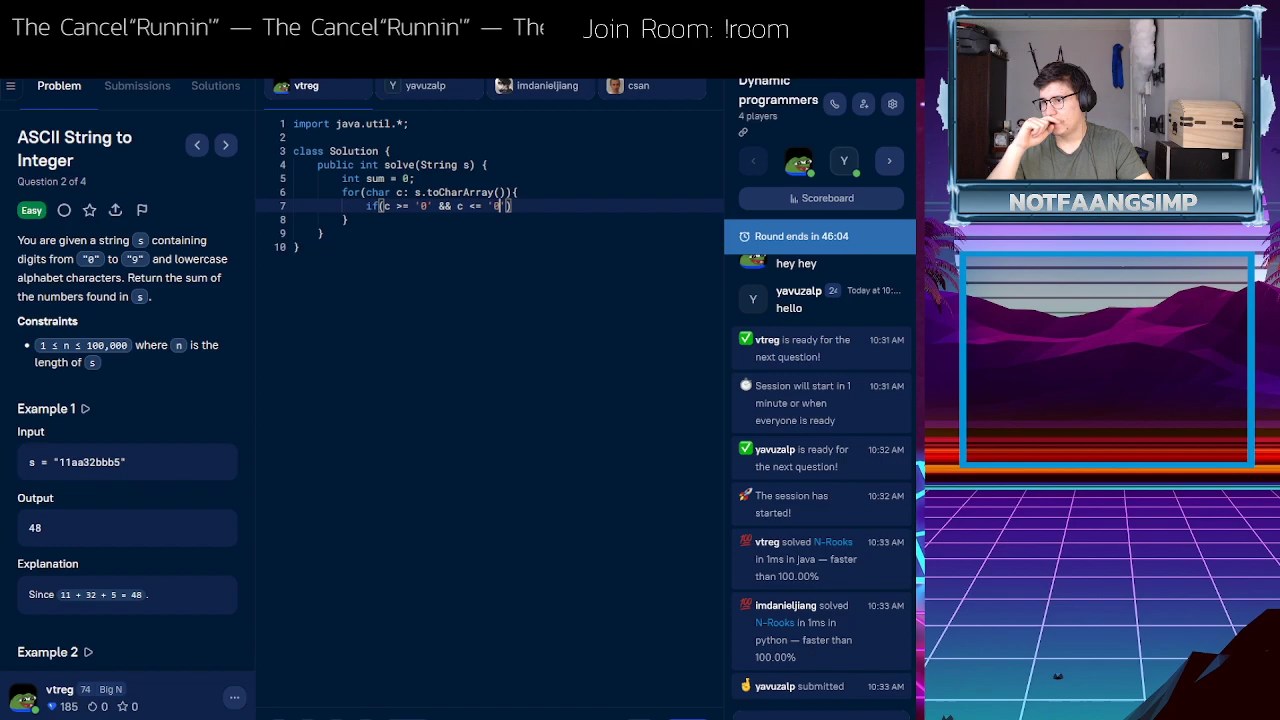 The Cancel“Runnin'” — The Cancel“Runnin'” — The
Join Room: !room
Problem
Submissions
Solutions
ASCII String to
Integer
Question 2 of 4
Easy
You are given a string s containing
digits from "0" to "9" and lowercase
alphabet characters. Return the sum of
the numbers found in s.
Constraints
1 ≤ n ≤ 100,000 where n is the
length of s
Example 1
Input
s = "11aa32bbb5"
Output
48
Explanation
Since 11 + 32 + 5 = 48.
Example 2
vtreg 74 Big N
185 0 0
vtreg
Y yavuzalp
imdanieljiang
csan
1 import java.util.*;
2
3 class Solution {
4 public int solve(String s) {
5 int sum = 0;
6 for(char c: s.toCharArray()){
7 if(c >= '0' && c <= '0')
8 }
9 }
10 }
Dynamic
programmers
4 players
Y
Scoreboard
Round ends in 46:04
hey hey
Y
yavuzalp 24 Today at 10:...
hello
vtreg is ready for the 10:31 AM
next question!
Session will start in 1 10:31 AM
minute or when
everyone is ready
yavuzalp is ready for 10:32 AM
the next question!
The session has 10:32 AM
started!
vtreg solved N-Rooks 10:33 AM
in 1ms in java — faster
than 100.00%
imdanieljiang solved 10:33 AM
N-Rooks in 1ms in
python — faster than
100.00%
yavuzalp submitted 10:33 AM
NOTFAANGSIMP